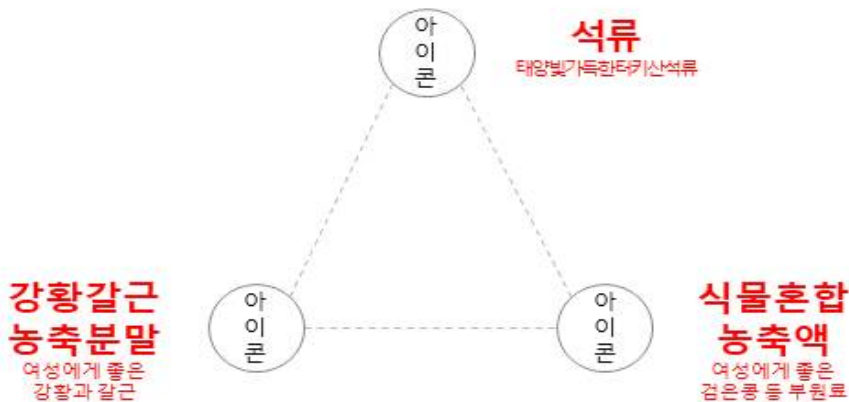 아
이
콘
석류
태양빛가득한터키산석류
강황갈근
농축분말
여성에게 좋은
강황과 갈근
아
이
콘
아
이
콘
식물혼합
농축액
여성에게 좋은
검은콩 등 부원료